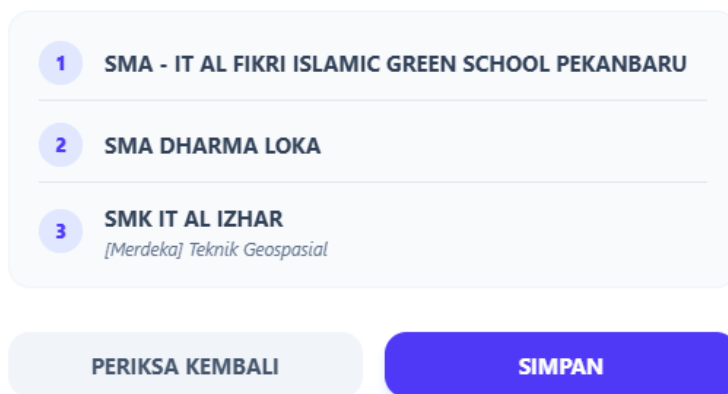 1 SMA - IT AL FIKRI ISLAMIC GREEN SCHOOL PEKANBARU
2 SMA DHARMA LOKA
3 SMK IT AL IZHAR
[Merdeka] Teknik Geospasial
PERIKSA KEMBALI SIMPAN